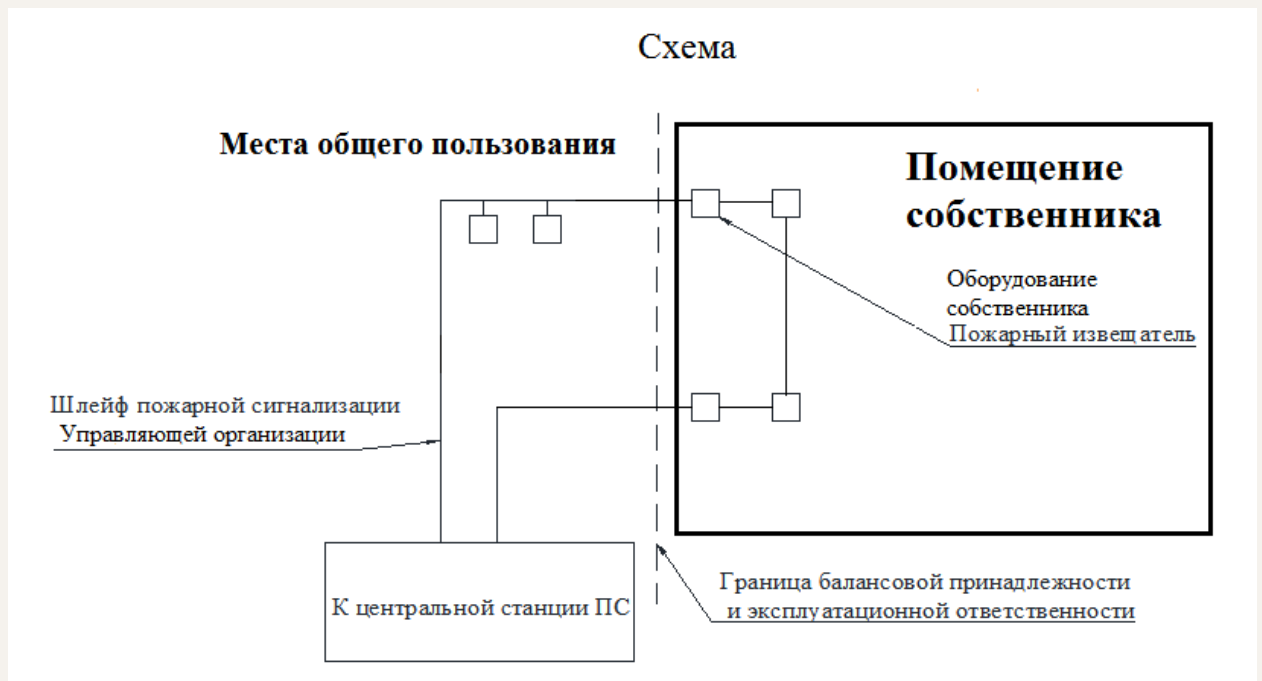 Схема
Места общего пользования
Помещение
собственника
Оборудование
собственника
Пожарный извещатель
Шлейф пожарной сигнализации
Управляющей организации
К центральной станции ПС
Граница балансовой принадлежности
и эксплуатационной ответственности